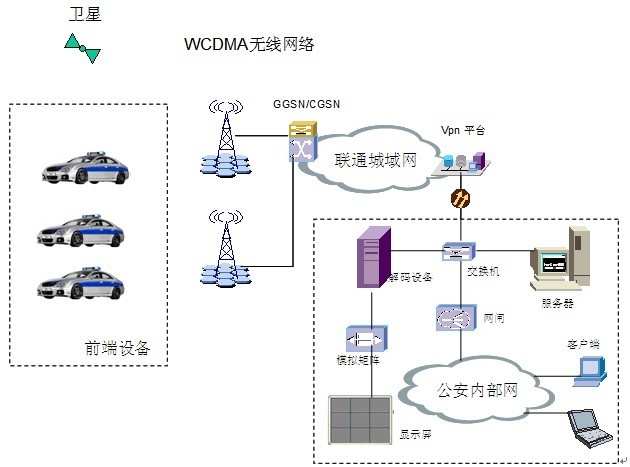 卫星
WCDMA无线网络
GGSN/CGSN
Vpn 平台
联通城域网
解码设备
交换机
服务器
网闸
客户端
前端设备
模拟矩阵
公安内部网
显示屏